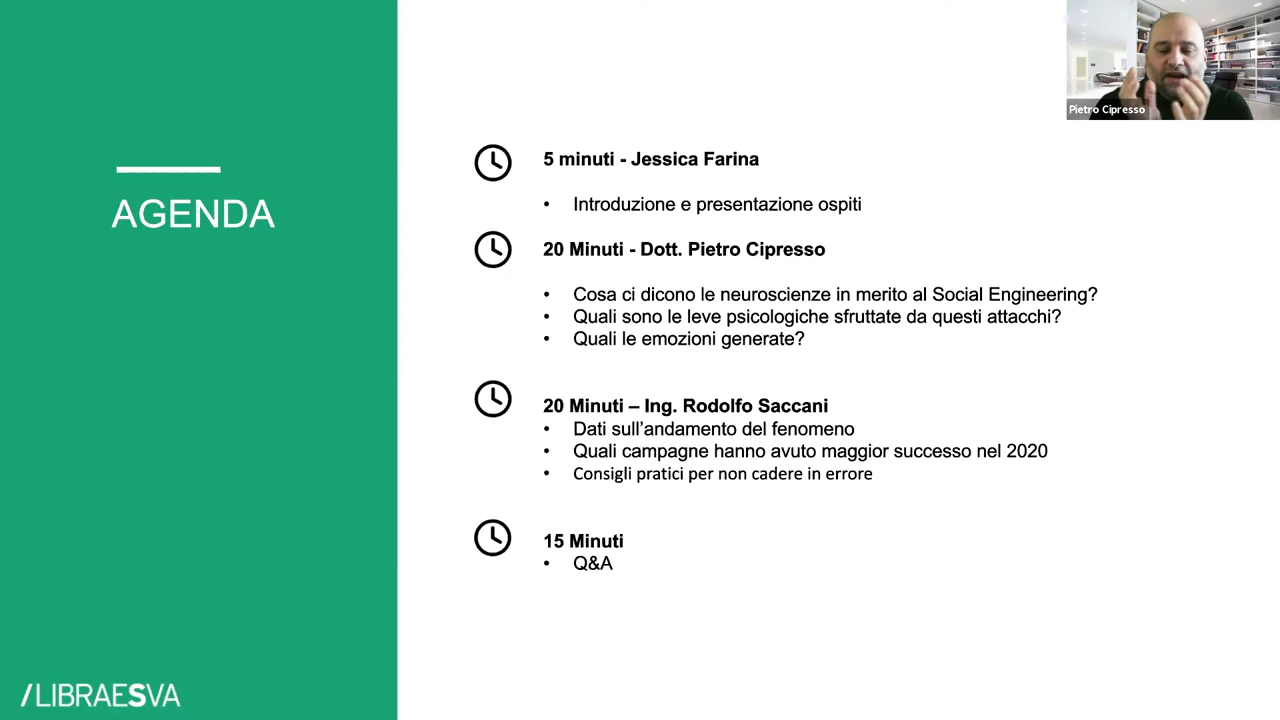 Pietro Cipresso
AGENDA
5 minuti - Jessica Farina
• Introduzione e presentazione ospiti
20 Minuti - Dott. Pietro Cipresso
• Cosa ci dicono le neuroscienze in merito al Social Engineering?
• Quali sono le leve psicologiche sfruttate da questi attacchi?
• Quali le emozioni generate?
20 Minuti – Ing. Rodolfo Saccani
• Dati sull’andamento del fenomeno
• Quali campagne hanno avuto maggior successo nel 2020
• Consigli pratici per non cadere in errore
15 Minuti
• Q&A
/LIBRAESVA